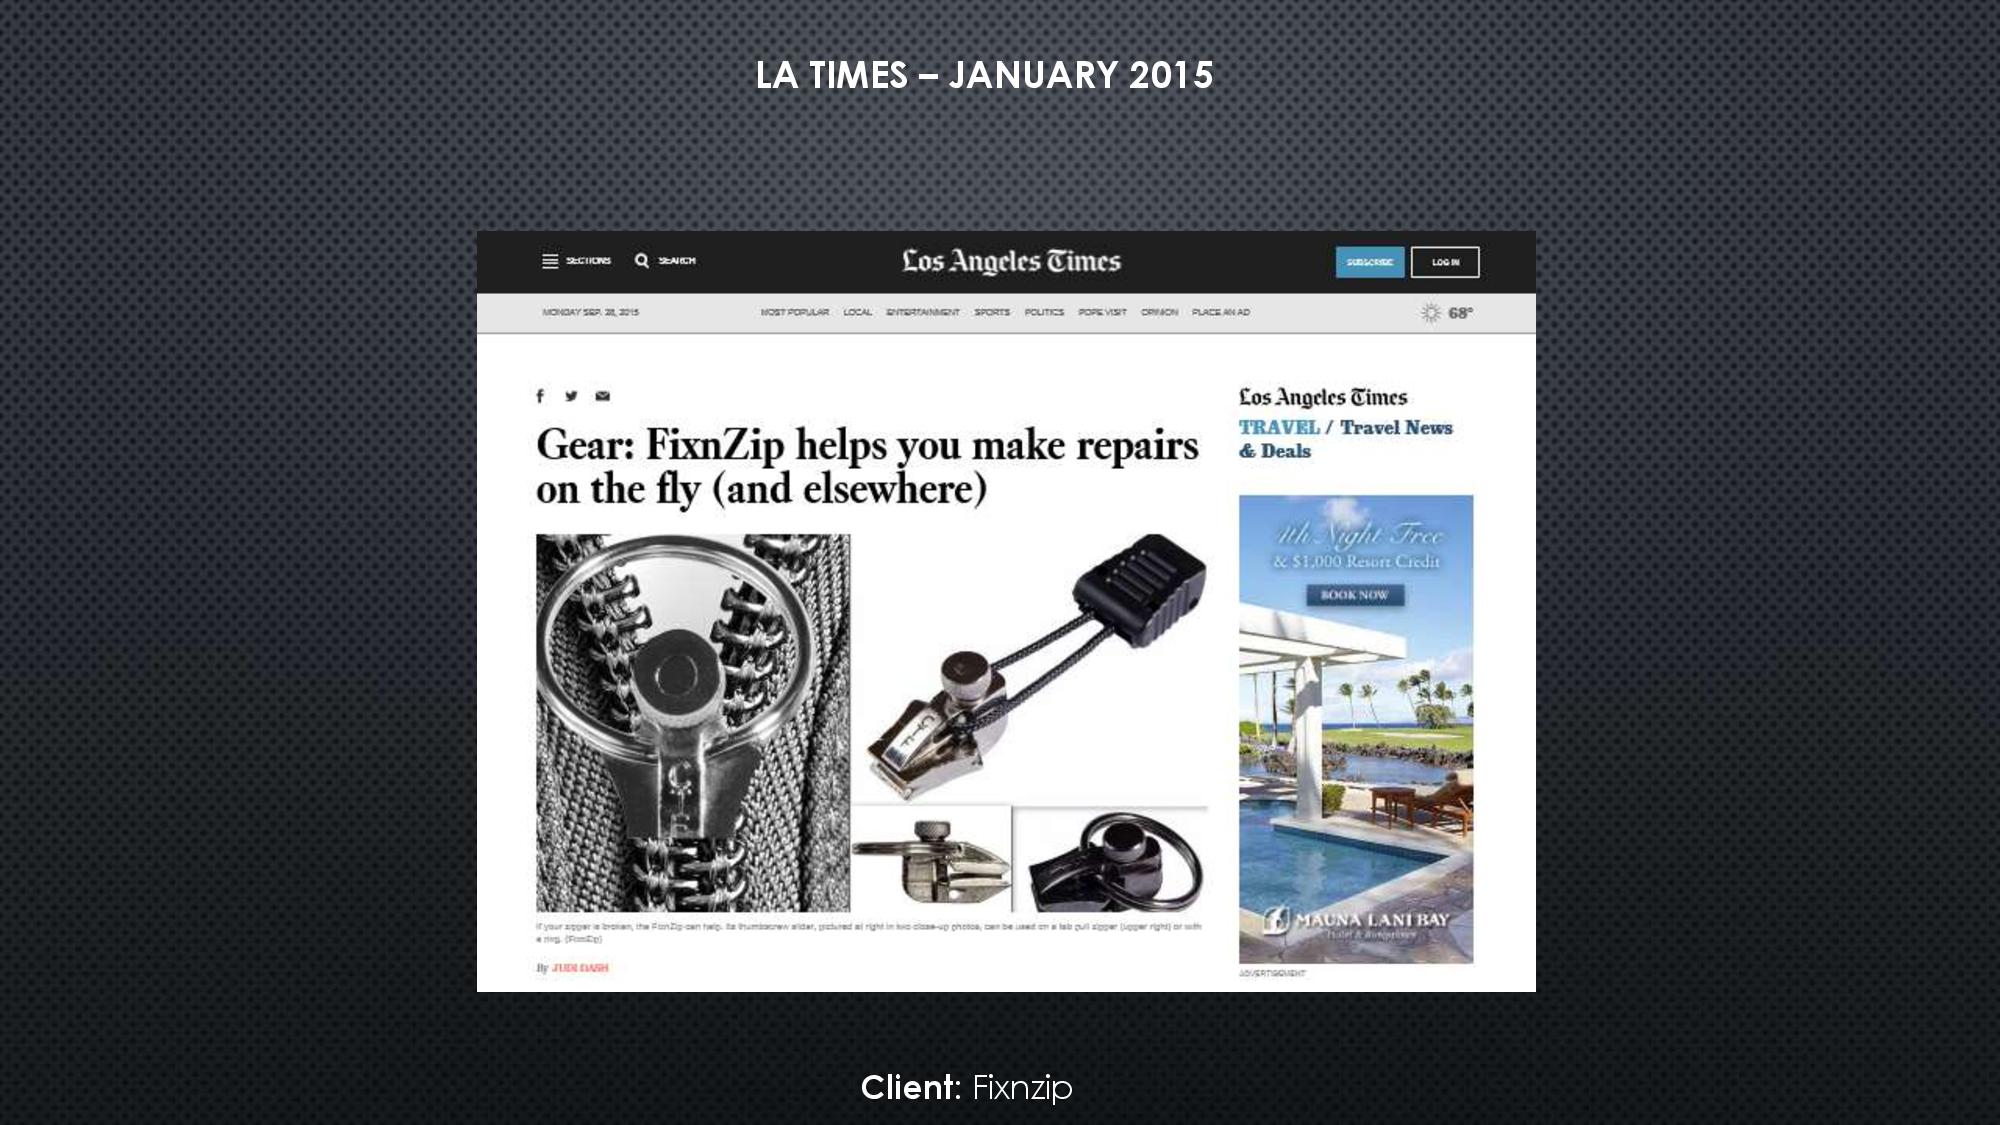 LA TIMES – JANUARY 2015
SECTIONS
SEARCH
Los Angeles Times
SUBSCRIBE
LOG IN
MONDAY SEP. 28, 2015
MOST POPULAR LOCAL ENTERTAINMENT SPORTS POLITICS POPE VISIT OPINION PLACE AN AD
68°
Gear: FixnZip helps you make repairs
on the fly (and elsewhere)
Los Angeles Times
TRAVEL / Travel News
& Deals
4th Night Free
& $1,000 Resort Credit
BOOK NOW
MAUNA LANI BAY
Hotel & Bungalows
ADVERTISEMENT
If your zipper is broken, the FixnZip can help. Its thumbscrew slider, pictured at right in two close-up photos, can be used on a tab pull zipper (upper right) or with
a ring. (FixnZip)
By JUDI DASH
Client: Fixnzip